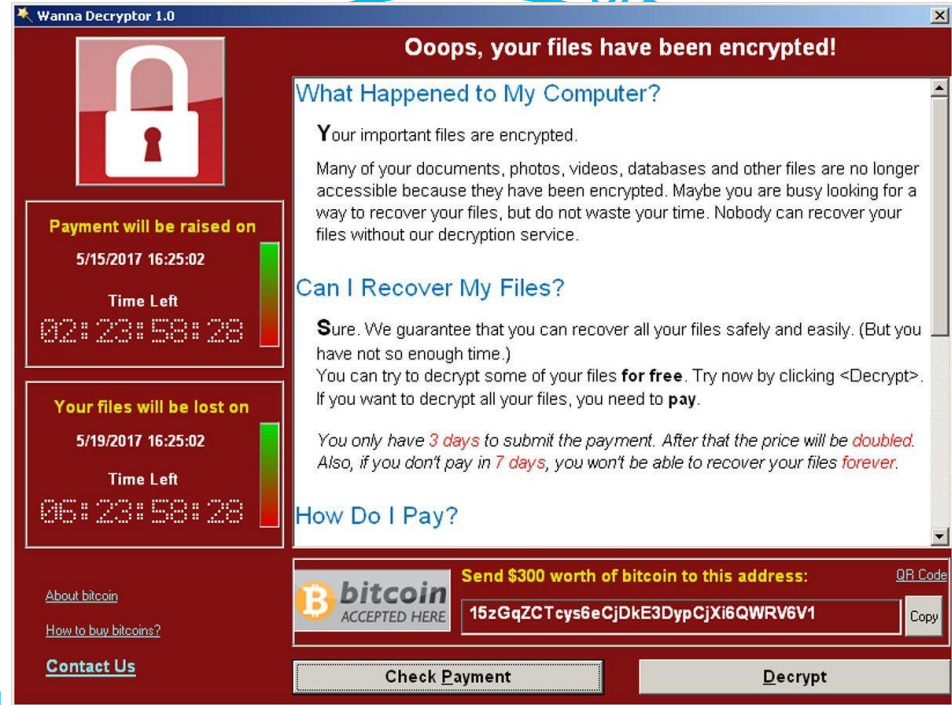 Wanna Decryptor 1.0
Ooops, your files have been encrypted!
Payment will be raised on
5/15/2017 16:25:02
Time Left
02:23:58:28
Your files will be lost on
5/19/2017 16:25:02
Time Left
06:23:58:28
About bitcoin
How to buy bitcoins?
Contact Us
What Happened to My Computer?
Your important files are encrypted.
Many of your documents, photos, videos, databases and other files are no longer
accessible because they have been encrypted. Maybe you are busy looking for a
way to recover your files, but do not waste your time. Nobody can recover your
files without our decryption service.
Can I Recover My Files?
Sure. We guarantee that you can recover all your files safely and easily. (But you
have not so enough time.)
You can try to decrypt some of your files for free. Try now by clicking <Decrypt>.
If you want to decrypt all your files, you need to pay.
You only have 3 days to submit the payment. After that the price will be doubled.
Also, if you don't pay in 7 days, you won't be able to recover your files forever.
How Do I Pay?
bitcoin
ACCEPTED HERE
Send $300 worth of bitcoin to this address:
QR Code
15zGqZCTcys6eCjDkE3DypCjXi6QWRV6V1
Copy
Check Payment
Decrypt